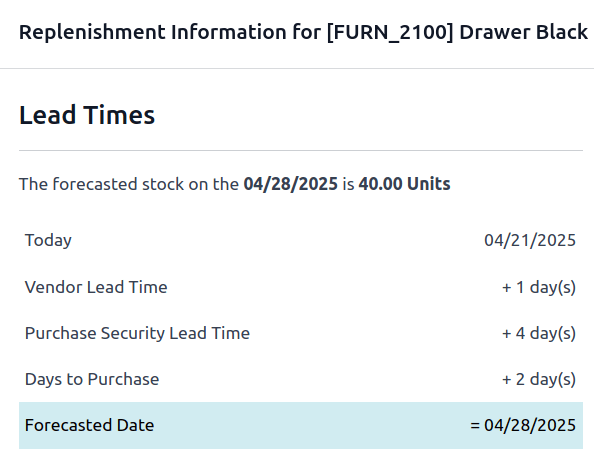 Replenishment Information for [FURN_2100] Drawer Black
Lead Times
The forecasted stock on the 04/28/2025 is 40.00 Units
Today 04/21/2025
Vendor Lead Time + 1 day(s)
Purchase Security Lead Time + 4 day(s)
Days to Purchase + 2 day(s)
Forecasted Date = 04/28/2025